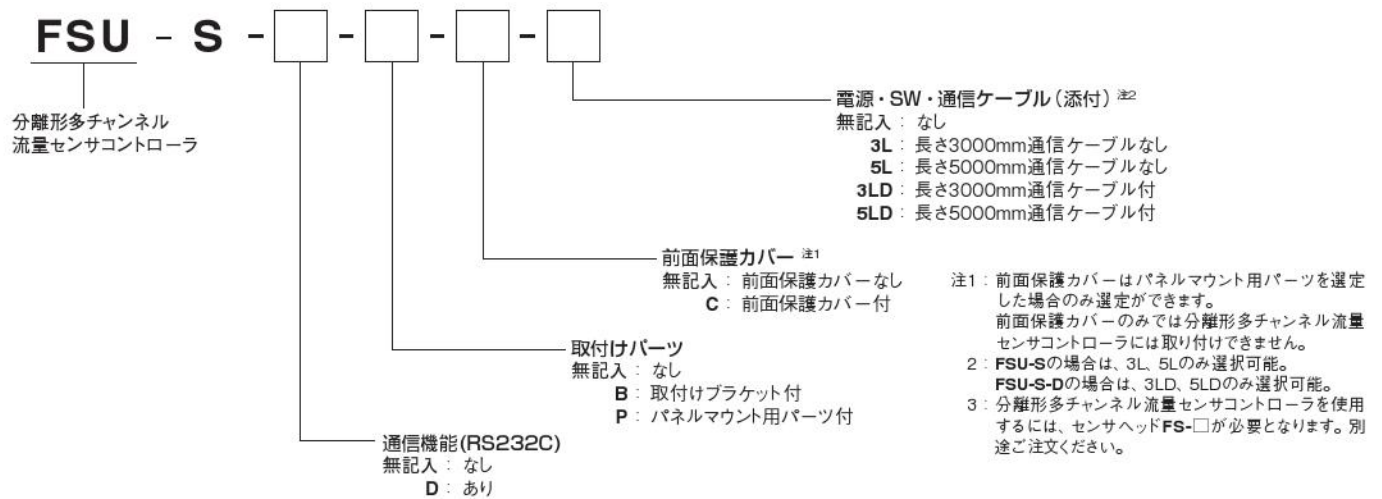 FSU - S - □ - □ - □ - □
分離形多チャンネル
流量センサコントローラ
電源・SW・通信ケーブル(添付) 注2
無記入 : なし
3L : 長さ3000mm通信ケーブルなし
5L : 長さ5000mm通信ケーブルなし
3LD : 長さ3000mm通信ケーブル付
5LD : 長さ5000mm通信ケーブル付
前面保護カバー 注1
無記入 : 前面保護カバーなし
C : 前面保護カバー付
取付けパーツ
無記入 : なし
B : 取付けブラケット付
P : パネルマウント用パーツ付
通信機能(RS232C)
無記入 : なし
D : あり
注1 : 前面保護カバーはパネルマウント用パーツを選定
した場合のみ選定ができます。
前面保護カバーのみでは分離形多チャンネル流量
センサコントローラには取り付けできません。
2 : FSU-Sの場合は、3L、5Lのみ選択可能。
FSU-S-Dの場合は、3LD、5LDのみ選択可能。
3 : 分離形多チャンネル流量センサコントローラを使用
するには、センサヘッドFS-□が必要となります。別
途ご注文ください。